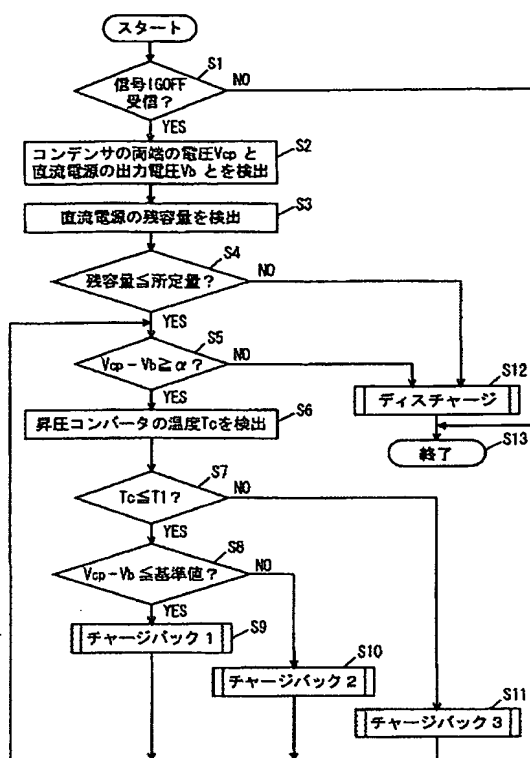 スタート
S1
信号IGOFF
受信？
NO
YES
S2
コンデンサの両端の電圧Vcp と
直流電源の出力電圧Vb とを検出
S3
直流電源の残容量を検出
S4
残容量≦所定量？
NO
YES
S5
Vcp－Vb≧α？
NO
YES
S12
ディスチャージ
S6
昇圧コンバータの温度Tcを検出
終了
S13
S7
Tc≦T1？
NO
YES
S8
Vcp－Vb≦基準値？
NO
YES
チャージバック1
S9
S10
チャージバック2
S11
チャージバック3